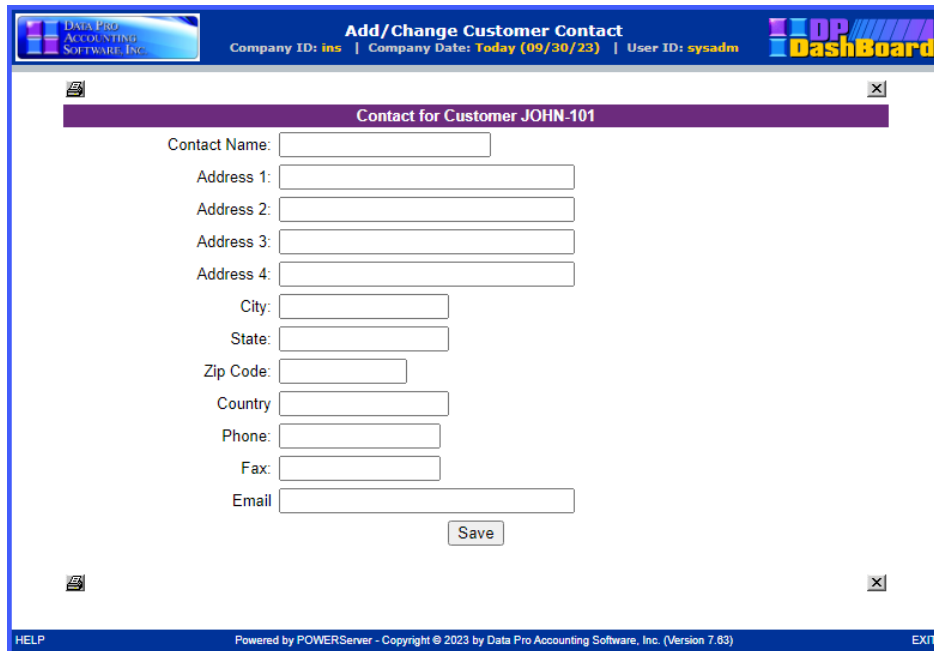 DATA PRO
ACCOUNTING
SOFTWARE, INC.
Add/Change Customer Contact
Company ID: ins | Company Date: Today (09/30/23) | User ID: sysadm
DP
DashBoard
Contact for Customer JOHN-101
Contact Name:
Address 1:
Address 2:
Address 3:
Address 4:
City:
State:
Zip Code:
Country
Phone:
Fax:
Email
Save
HELP Powered by POWERServer - Copyright © 2023 by Data Pro Accounting Software, Inc. (Version 7.63) EXIT